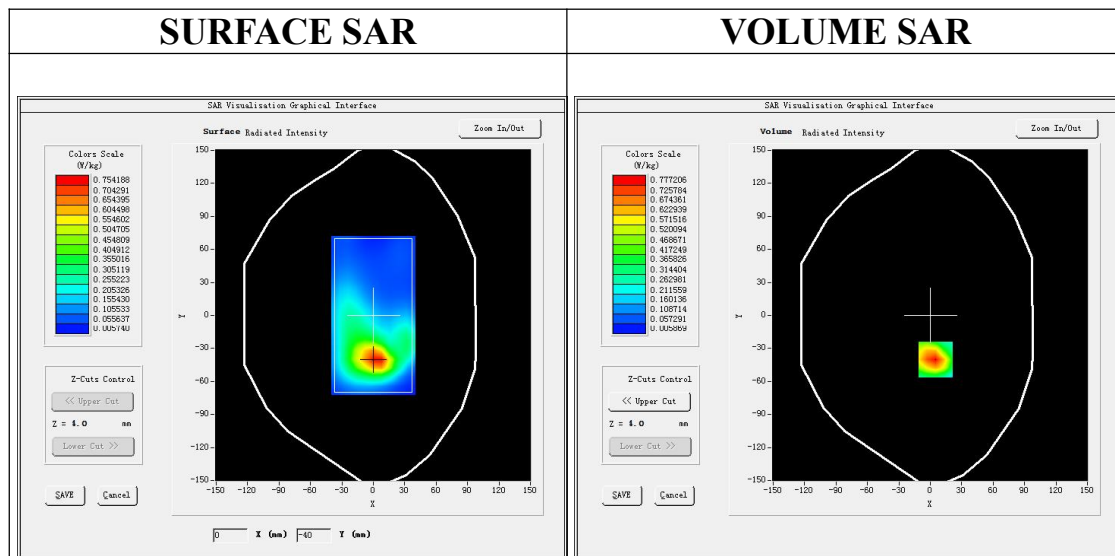 SURFACE SAR
VOLUME SAR
SAR Visualisation Graphical Interface
Surface Radiated Intensity
Zoom In/Out
Colors Scale
(W/kg)
0.754188
0.704291
0.654395
0.604498
0.554602
0.504705
0.454809
0.404912
0.355016
0.305119
0.255223
0.205326
0.155430
0.105533
0.055637
0.005740
Z-Cuts Control
<< Upper Cut
Z = 4.0 mm
Lower Cut >>
SAVE
Cancel
150
120
90
60
30
0
-30
-60
-90
-120
-150
Y
-150 -120 -90 -60 -30 0 30 60 90 120 150
X
0 X (mm) -40 Y (mm)
SAR Visualisation Graphical Interface
Volume Radiated Intensity
Zoom In/Out
Colors Scale
(W/kg)
0.777206
0.725784
0.674361
0.622939
0.571516
0.520094
0.468671
0.417249
0.365826
0.314404
0.262981
0.211559
0.160136
0.108714
0.057291
0.005869
Z-Cuts Control
<< Upper Cut
Z = 4.0 mm
Lower Cut >>
SAVE
Cancel
150
120
90
60
30
0
-30
-60
-90
-120
-150
Y
-150 -120 -90 -60 -30 0 30 60 90 120 150
X